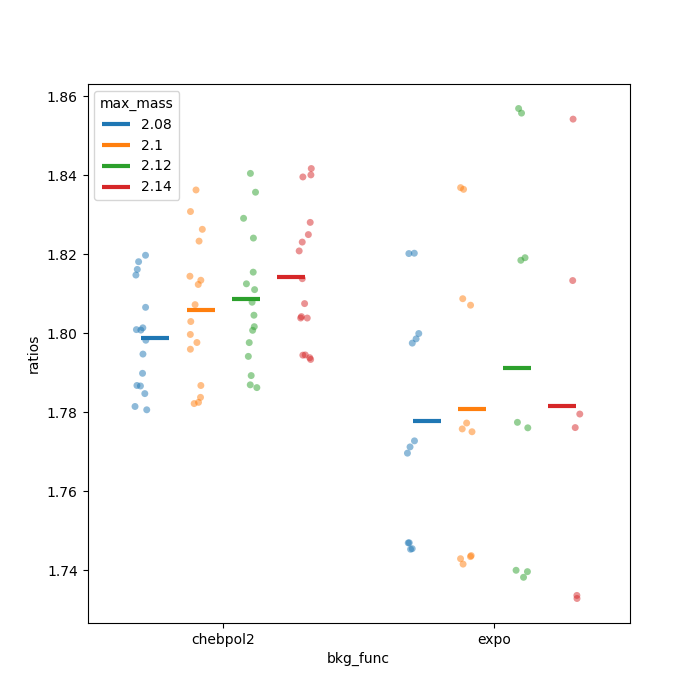 1.86
1.84
1.82
1.80
1.78
1.76
1.74
ratios
max_mass
2.08
2.1
2.12
2.14
chebpol2
expo
bkg_func